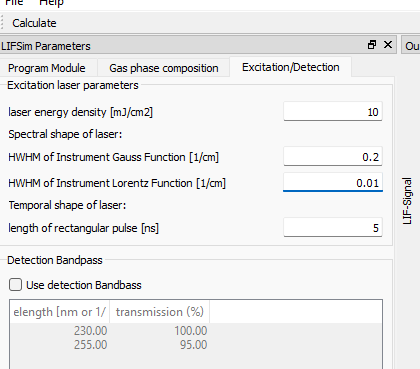 File Help
Calculate
LIFSim Parameters
Ou
Program Module Gas phase composition Excitation/Detection
Excitation laser parameters
laser energy density [mJ/cm2] 10
Spectral shape of laser:
HWHM of Instrument Gauss Function [1/cm] 0.2
HWHM of Instrument Lorentz Function [1/cm] 0.01
Temporal shape of laser:
length of rectangular pulse [ns] 5
LIF-Signal
Detection Bandpass
Use detection Bandbass
elength [nm or 1/ transmission (%)
230.00 100.00
255.00 95.00